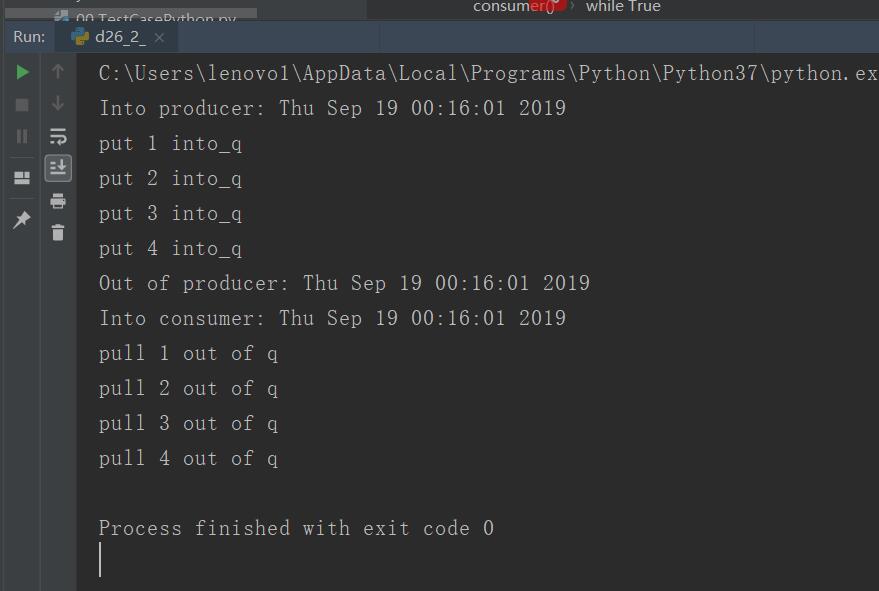 consumer() › while True
00 TestCasePython.py
Run: d26_2_ ×
C:\Users\lenovo1\AppData\Local\Programs\Python\Python37\python.ex
Into producer: Thu Sep 19 00:16:01 2019
put 1 into_q
put 2 into_q
put 3 into_q
put 4 into_q
Out of producer: Thu Sep 19 00:16:01 2019
Into consumer: Thu Sep 19 00:16:01 2019
pull 1 out of q
pull 2 out of q
pull 3 out of q
pull 4 out of q
Process finished with exit code 0